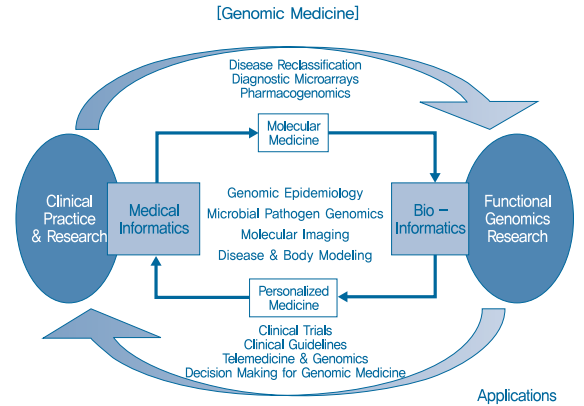 [Genomic Medicine]
Disease Reclassification
Diagnostic Microarrays
Pharmacogenomics
Molecular
Medicine
Clinical
Practice
& Research
Medical
Informatics
Genomic Epidemiology
Microbial Pathogen Genomics
Molecular Imaging
Disease & Body Modeling
Bio -
Informatics
Functional
Genomics
Research
Personalized
Medicine
Clinical Trials
Clinical Guidelines
Telemedicine & Genomics
Decision Making for Genomic Medicine
Applications